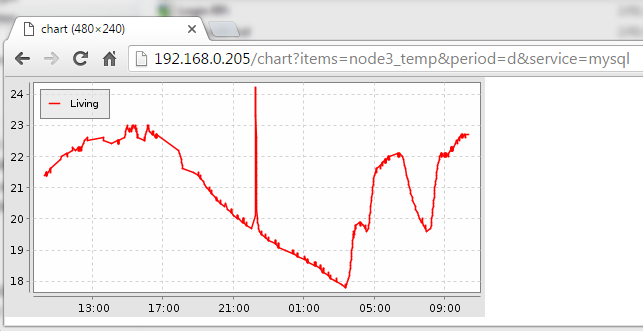 chart (480×240)
192.168.0.205/chart?items=node3_temp&period=d&service=mysql
Living
24
23
22
21
20
19
18
13:00 17:00 21:00 01:00 05:00 09:00